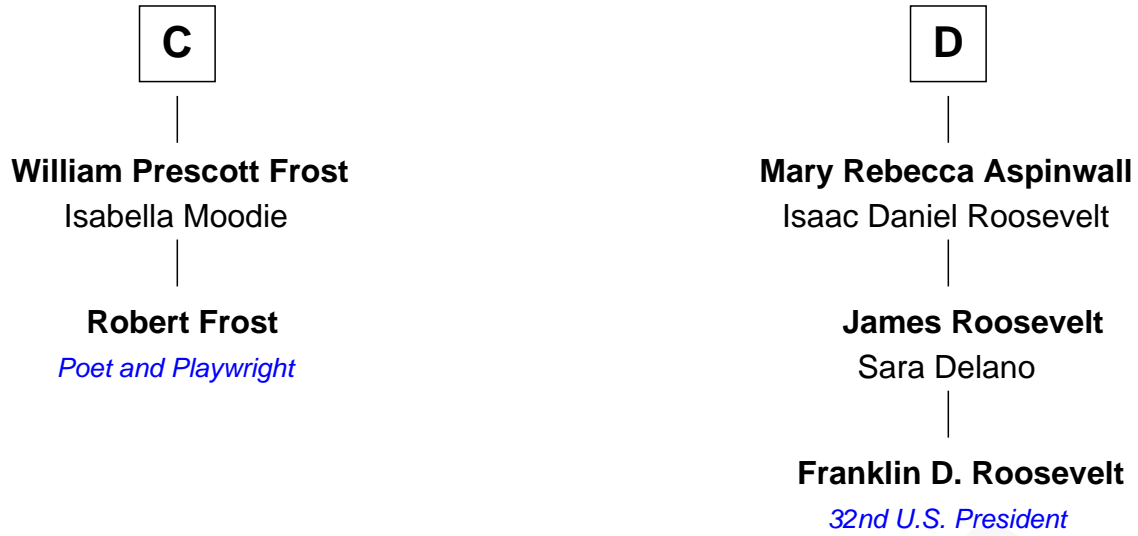 C
William Prescott Frost
Isabella Moodie
Robert Frost
Poet and Playwright
D
Mary Rebecca Aspinwall
Isaac Daniel Roosevelt
James Roosevelt
Sara Delano
Franklin D. Roosevelt
32nd U.S. President